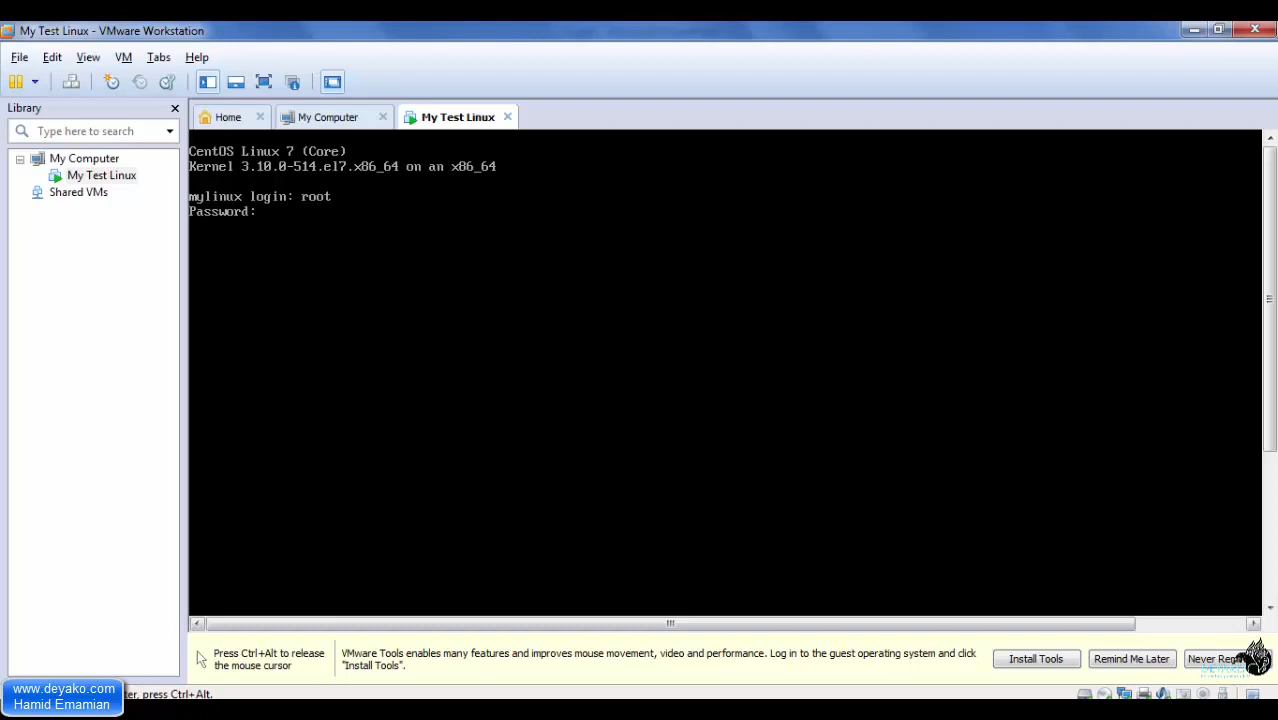 My Test Linux - VMware Workstation
File Edit View VM Tabs Help
Library
Type here to search
My Computer
My Test Linux
Shared VMs
Home
My Computer
My Test Linux
CentOS Linux 7 (Core)
Kernel 3.10.0-514.el7.x86_64 on an x86_64
mylinux login: root
Password:
Press Ctrl+Alt to release
the mouse cursor
VMware Tools enables many features and improves mouse movement, video and performance. Log in to the guest operating system and click
"Install Tools".
Install Tools
Remind Me Later
Never
www.deyako.com
Hamid Emamian
press Ctrl+Alt.